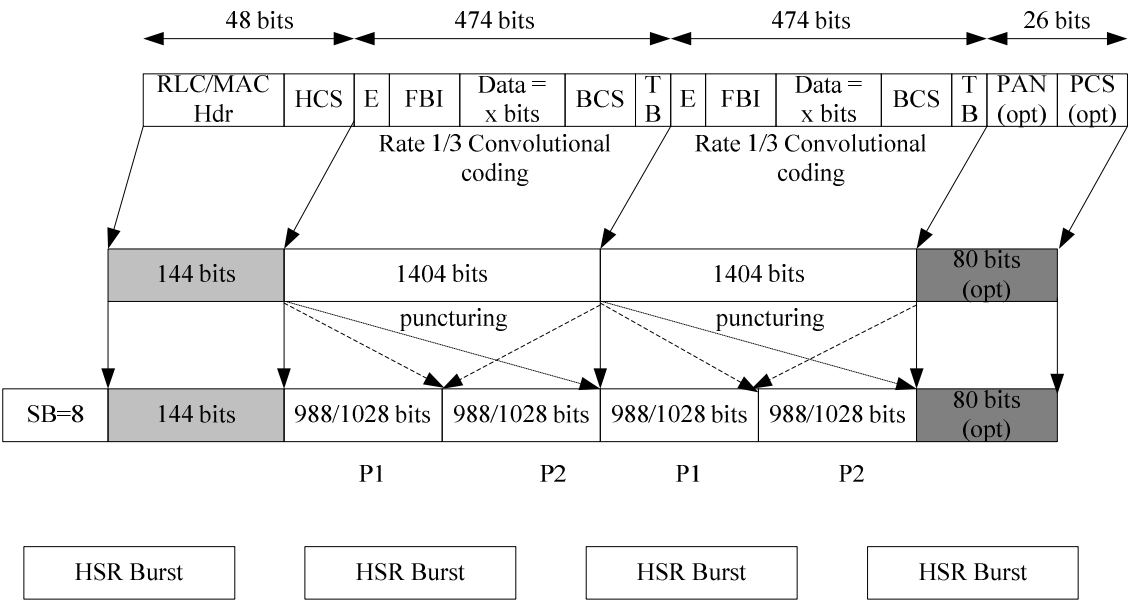 48 bits
474 bits
474 bits
26 bits
RLC/MAC
Hdr
HCS
E
FBI
Data =
x bits
BCS
T
B
E
FBI
Data =
x bits
BCS
T
B
PAN
(opt)
PCS
(opt)
Rate 1/3 Convolutional
coding
Rate 1/3 Convolutional
coding
144 bits
1404 bits
1404 bits
80 bits
(opt)
puncturing
puncturing
SB=8
144 bits
988/1028 bits
988/1028 bits
988/1028 bits
988/1028 bits
80 bits
(opt)
P1
P2
P1
P2
HSR Burst
HSR Burst
HSR Burst
HSR Burst